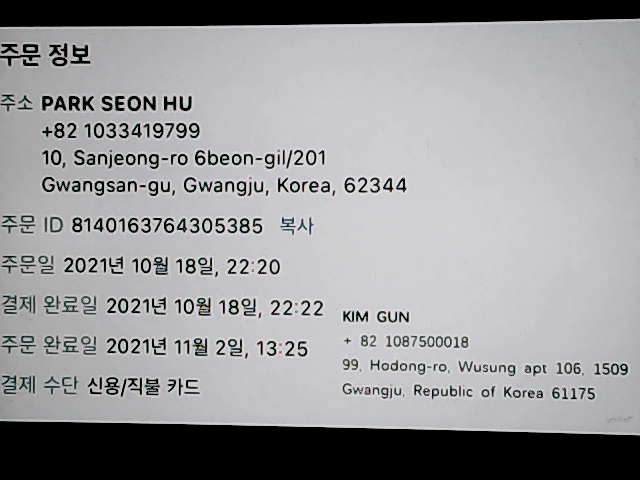 주문 정보
주소 PARK SEON HU
+82 1033419799
10, Sanjeong-ro 6beon-gil/201
Gwangsan-gu, Gwangju, Korea, 62344
주문 ID 8140163764305385 복사
주문일 2021년 10월 18일, 22:20
결제 완료일 2021년 10월 18일, 22:22
주문 완료일 2021년 11월 2일, 13:25
결제 수단 신용/직불 카드
KIM GUN
+ 82 1087500018
99, Hodong-ro, Wusung apt 106, 1509
Gwangju, Republic of Korea 61175